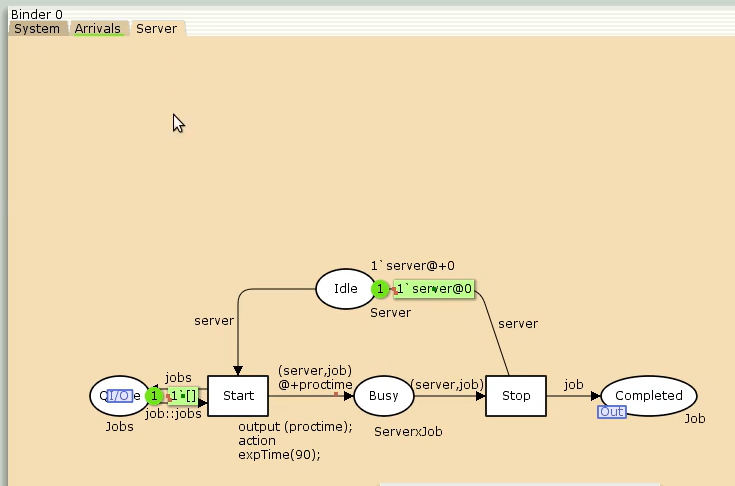 Binder 0
System Arrivals Server
1`server@+0
Idle 1 1`server@0
Server
server
server
jobs
(server,job)
@+proctime
I/O 1 1`[] Start Busy (server,job) Stop job Completed
job::jobs
Out
Jobs
ServerxJob
Job
output (proctime);
action
expTime(90);